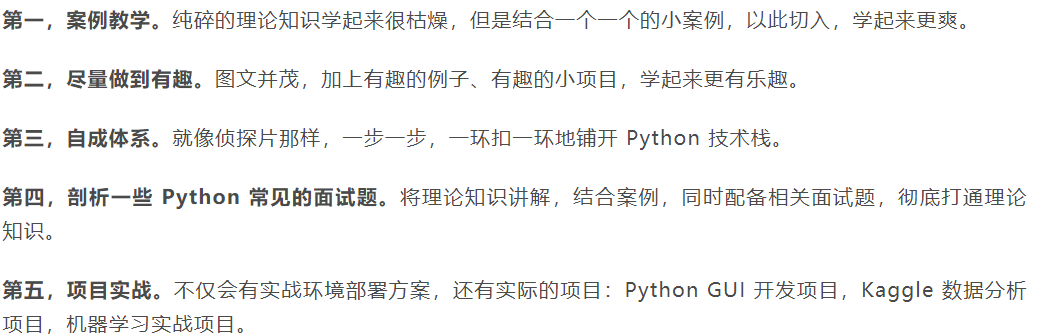 第一，案例教学。纯碎的理论知识学起来很枯燥，但是结合一个一个的小案例，以此切入，学起来更爽。
第二，尽量做到有趣。图文并茂，加上有趣的例子、有趣的小项目，学起来更有乐趣。
第三，自成体系。就像侦探片那样，一步一步，一环扣一环地铺开 Python 技术栈。
第四，剖析一些 Python 常见的面试题。将理论知识讲解，结合案例，同时配备相关面试题，彻底打通理论
知识。
第五，项目实战。不仅会有实战环境部署方案，还有实际的项目：Python GUI 开发项目，Kaggle 数据分析
项目，机器学习实战项目。